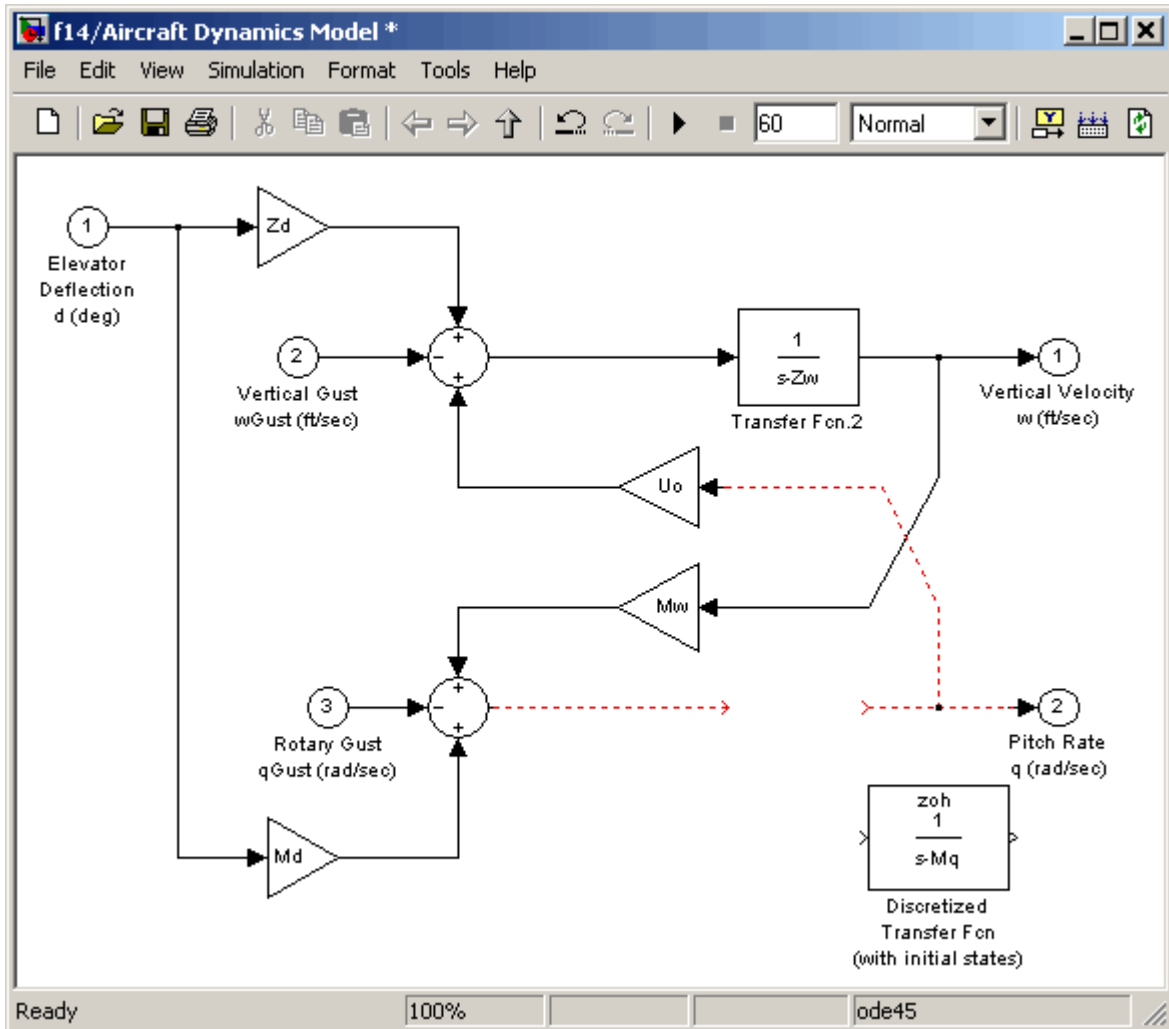 f14/Aircraft Dynamics Model *
File Edit View Simulation Format Tools Help
60 Normal
1
Elevator
Deflection
d (deg)
Zd
+
-
+
2
Vertical Gust
wGust (ft/sec)
1
s-Zw
Transfer Fcn.2
1
Vertical Velocity
w (ft/sec)
Uo
Mw
+
-
+
3
Rotary Gust
qGust (rad/sec)
2
Pitch Rate
q (rad/sec)
Md
zoh
1
s-Mq
Discretized
Transfer Fcn
(with initial states)
Ready 100% ode45